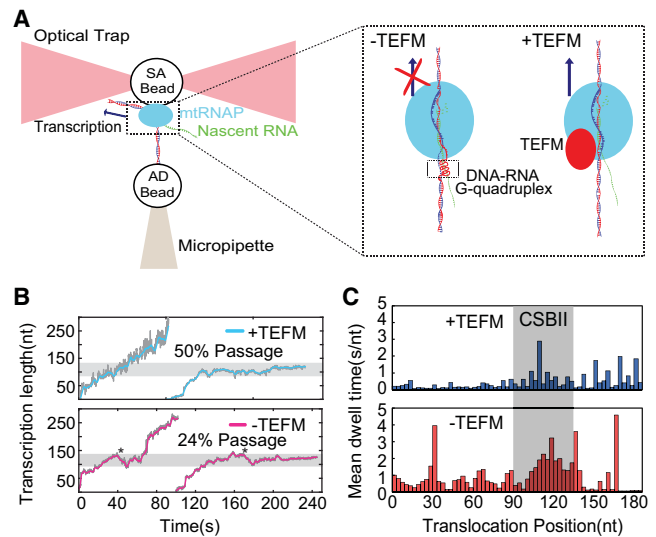 A
Optical Trap
SA
Bead
mtRNAP
Transcription
Nascent RNA
AD
Bead
Micropipette
-TEFM
+TEFM
TEFM
DNA-RNA
G-quadruplex
B
Transcription length(nt)
250
150
50
+TEFM
50% Passage
250
150
50
-TEFM
24% Passage
*
*
0 40 80 120 160 200 240
Time(s)
C
Mean dwell time(s/nt)
5
4
3
2
1
0
+TEFM
CSBII
5
4
3
2
1
0
-TEFM
0 30 60 90 120 150 180
Translocation Position(nt)